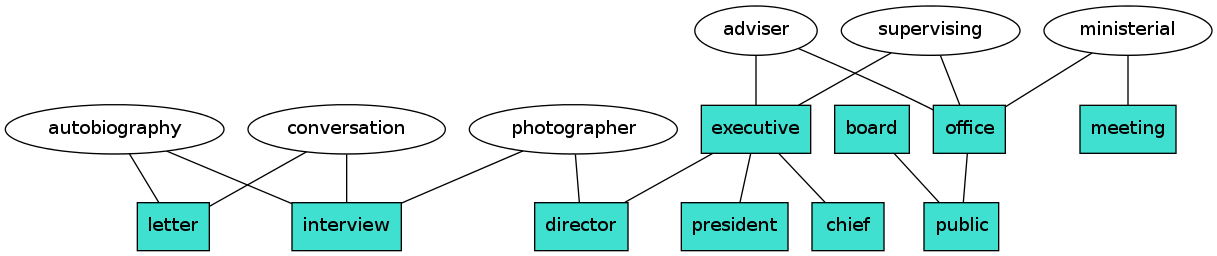 adviser
supervising
ministerial
autobiography
conversation
photographer
executive
board
office
meeting
letter
interview
director
president
chief
public